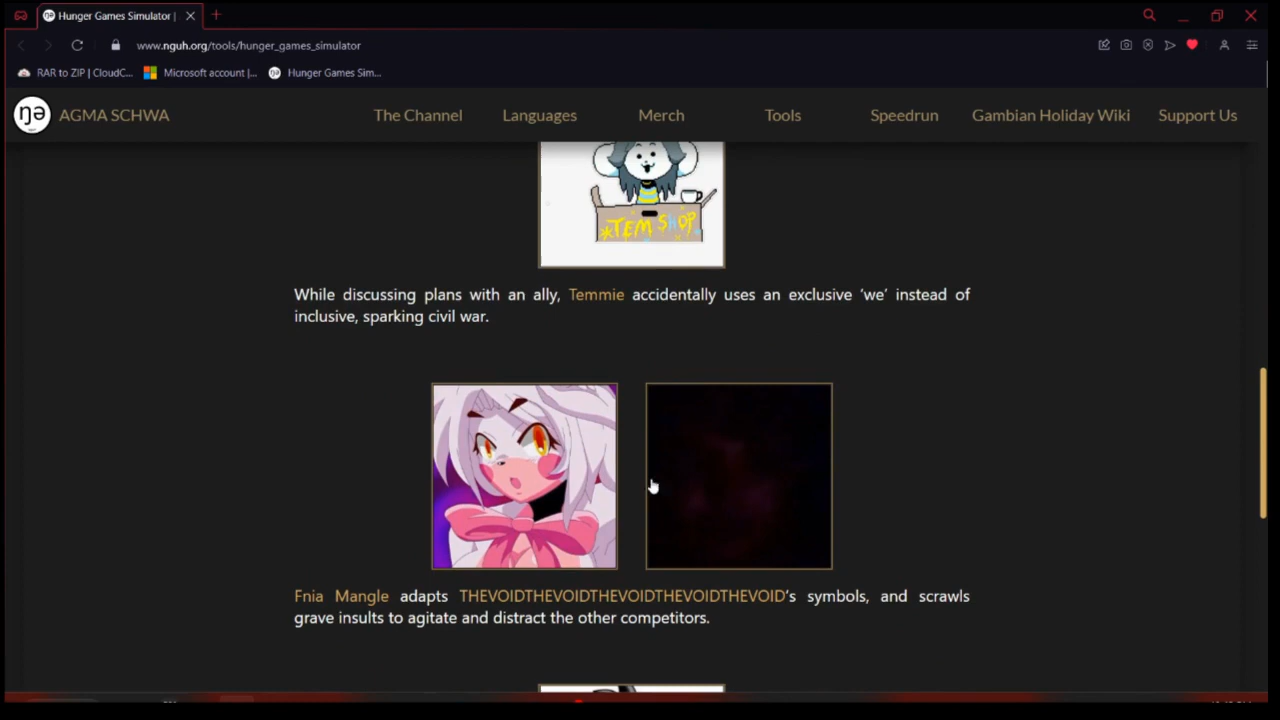 Hunger Games Simulator |
www.nguh.org/tools/hunger_games_simulator
RAR to ZIP | CloudC... Microsoft account |... Hunger Games Sim...
ŋə AGMA SCHWA The Channel Languages Merch Tools Speedrun Gambian Holiday Wiki Support Us
*TEM SHOP
While discussing plans with an ally, Temmie accidentally uses an exclusive ‘we’ instead of
inclusive, sparking civil war.
Fnia Mangle adapts THEVOIDTHEVOIDTHEVOIDTHEVOIDTHEVOID’s symbols, and scrawls
grave insults to agitate and distract the other competitors.